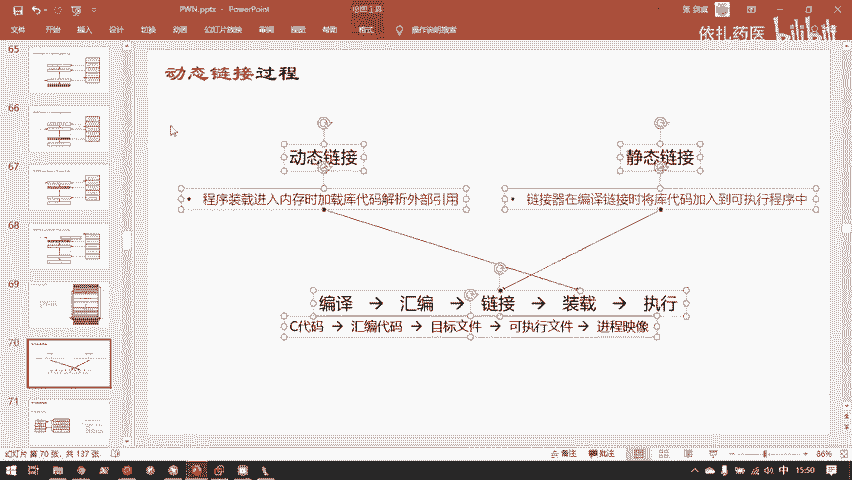 PWN.pptx - PowerPoint
绘图工具
文件 开始 插入 设计 切换 动画 幻灯片放映 审阅 视图 帮助 格式 操作说明搜索
依扎药医 bilibili
65
66
67
68
69
70
71
动态链接过程
动态链接
静态链接
• 程序装载进入内存时加载库代码解析外部引用
• 链接器在编译链接时将库代码加入到可执行程序中
编译 → 汇编 → 链接 → 装载 → 执行
C代码 → 汇编代码 → 目标文件 → 可执行文件 → 进程映像
幻灯片 第 70 张，共 137 张
备注 批注
86%
中 15:50